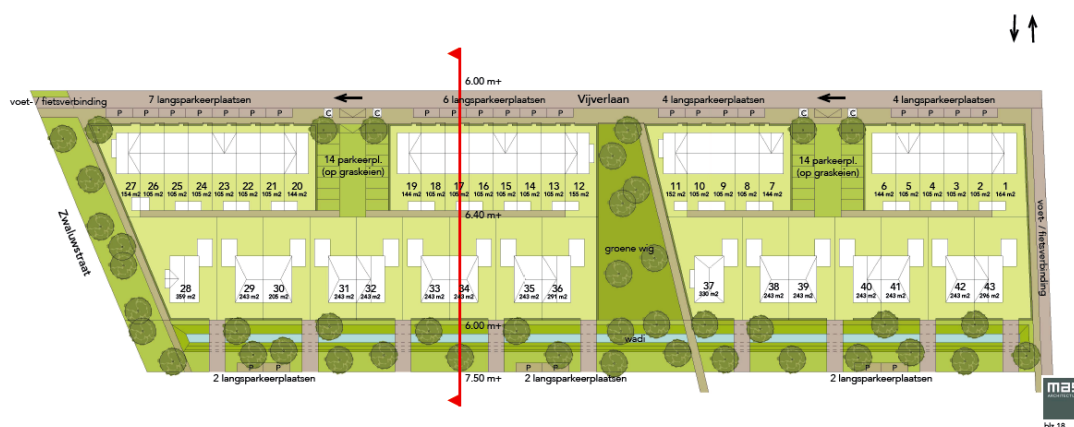 6.00 m+
voet- / fietsverbinding
7 langsparkeerplaatsen
6 langsparkeerplaatsen
Vijverlaan
4 langsparkeerplaatsen
4 langsparkeerplaatsen
P P P P P P P
C C
P P P P P P
P P P P
C C
P P P P
14 parkeerpl.
(op graskeien)
14 parkeerpl.
(op graskeien)
27 26 25 24 23 22 21 20
154 m2 105 m2 105 m2 105 m2 105 m2 105 m2 105 m2 144 m2
19 18 17 16 15 14 13 12
144 m2 105 m2 105 m2 105 m2 105 m2 105 m2 105 m2 155 m2
11 10 9 8 7
152 m2 105 m2 105 m2 105 m2 144 m2
6 5 4 3 2 1
144 m2 105 m2 105 m2 105 m2 105 m2 164 m2
6.40 m+
Zwaluwstraat
groene wig
voet- / fietsverbinding
28 29 30 31 32 33 34 35 36
359 m2 243 m2 205 m2 243 m2 243 m2 243 m2 243 m2 243 m2 291 m2
37 38 39 40 41 42 43
330 m2 243 m2 243 m2 243 m2 243 m2 243 m2 296 m2
6.00 m+
wadi
P P
P P
P P
2 langsparkeerplaatsen
7.50 m+
2 langsparkeerplaatsen
2 langsparkeerplaatsen
mas
ARCHITECTU
blz 18